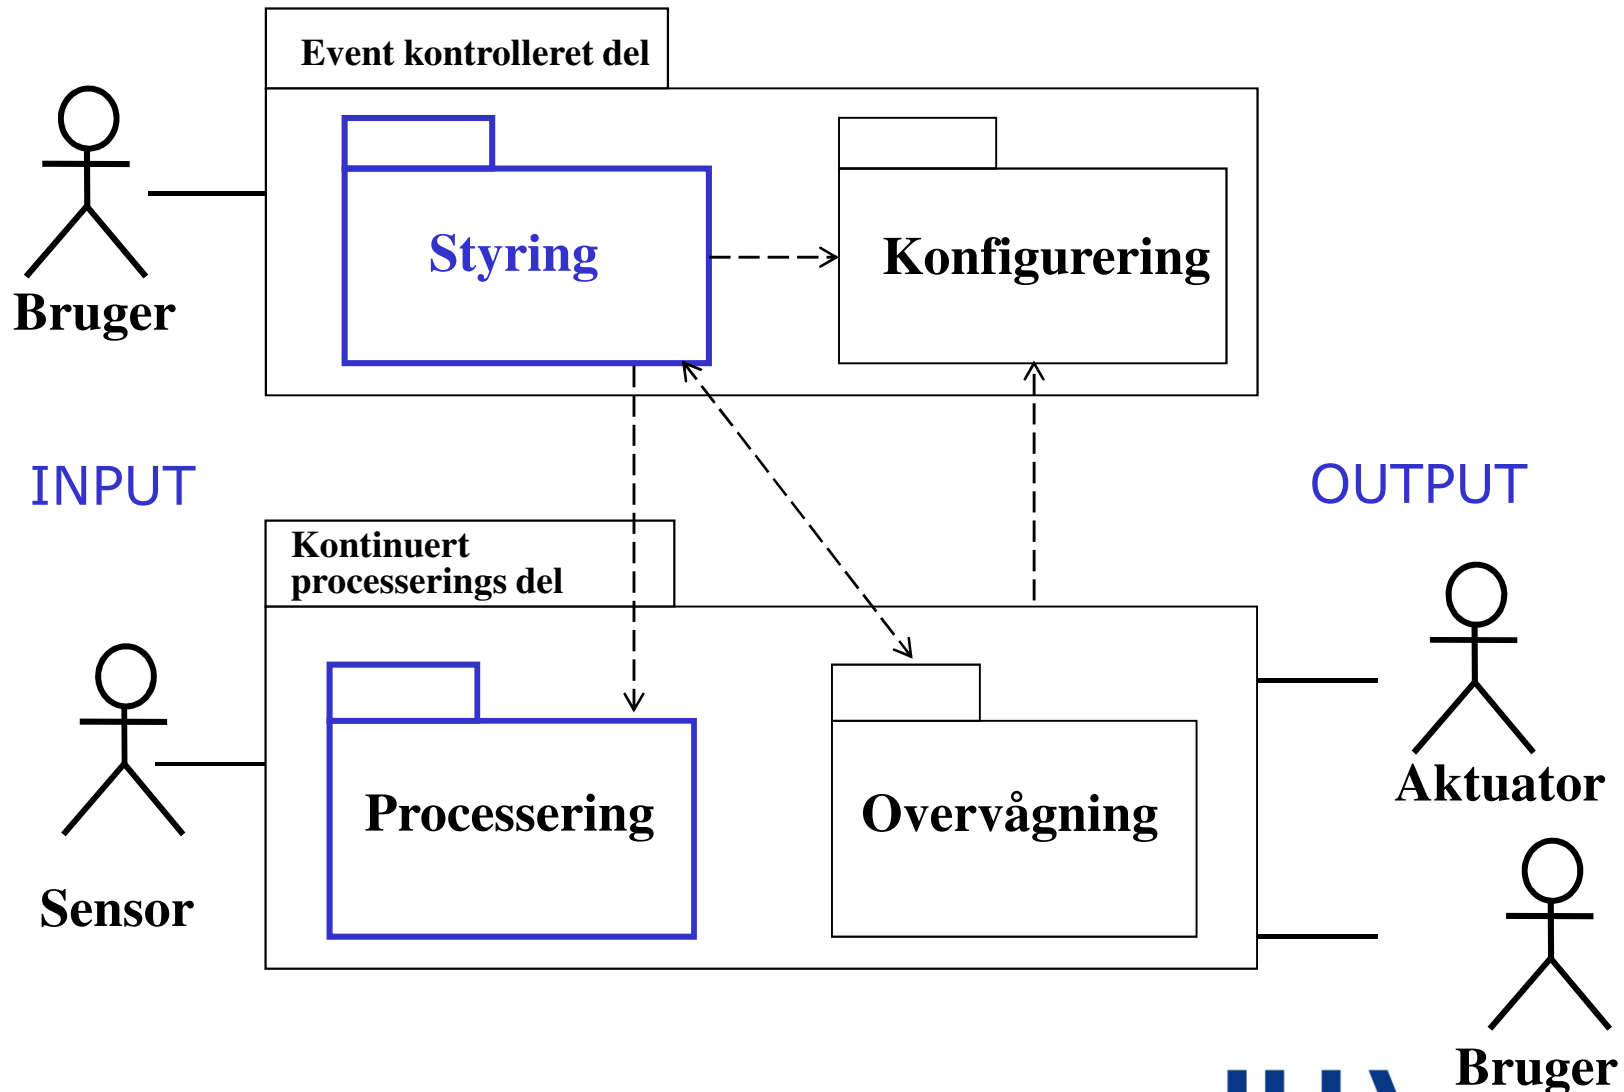 Event kontrolleret del
Styring
Konfigurering
Bruger
INPUT
OUTPUT
Kontinuert
processerings del
Processering
Overvågning
Aktuator
Sensor
Bruger